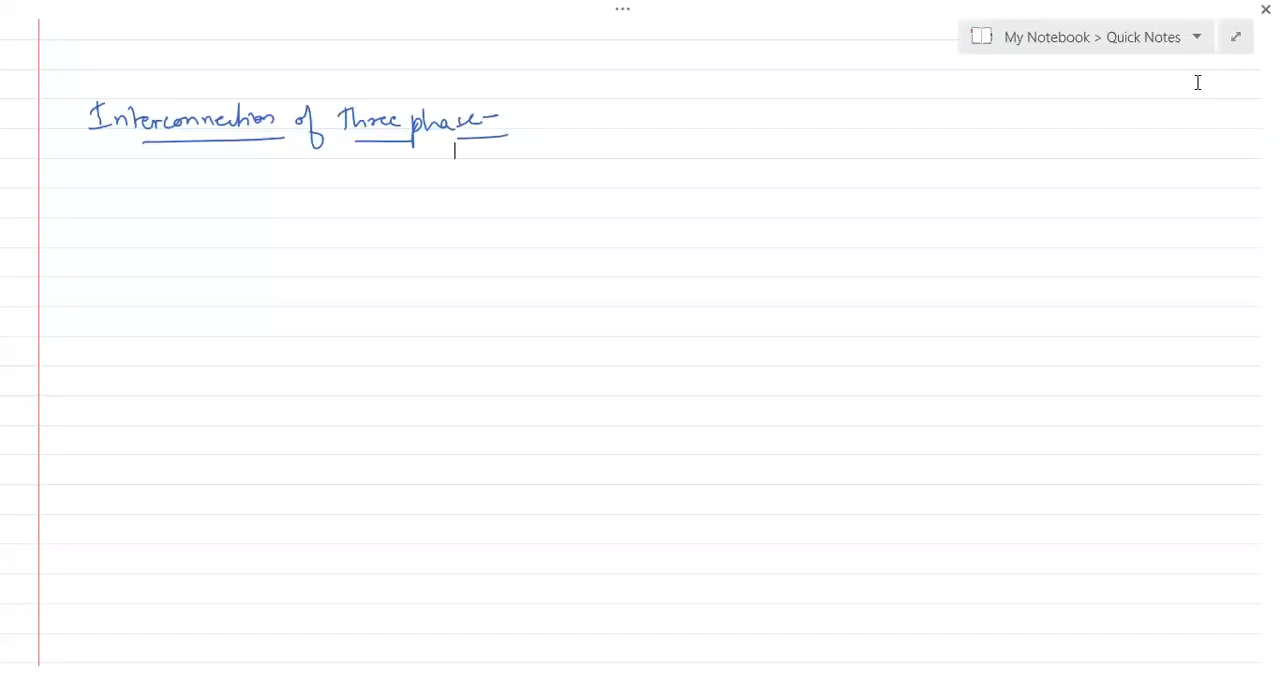 ...
My Notebook > Quick Notes
Interconnection of three phase-